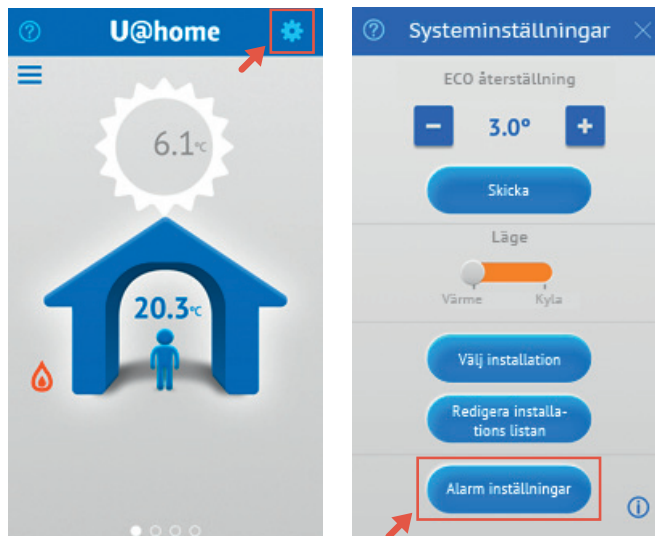 U@home
6.1°C
20.3°C
Systeminställningar
ECO återställning
3.0°
Skicka
Läge
Värme Kyla
Välj installation
Redigera installa-
tions listan
Alarm inställningar